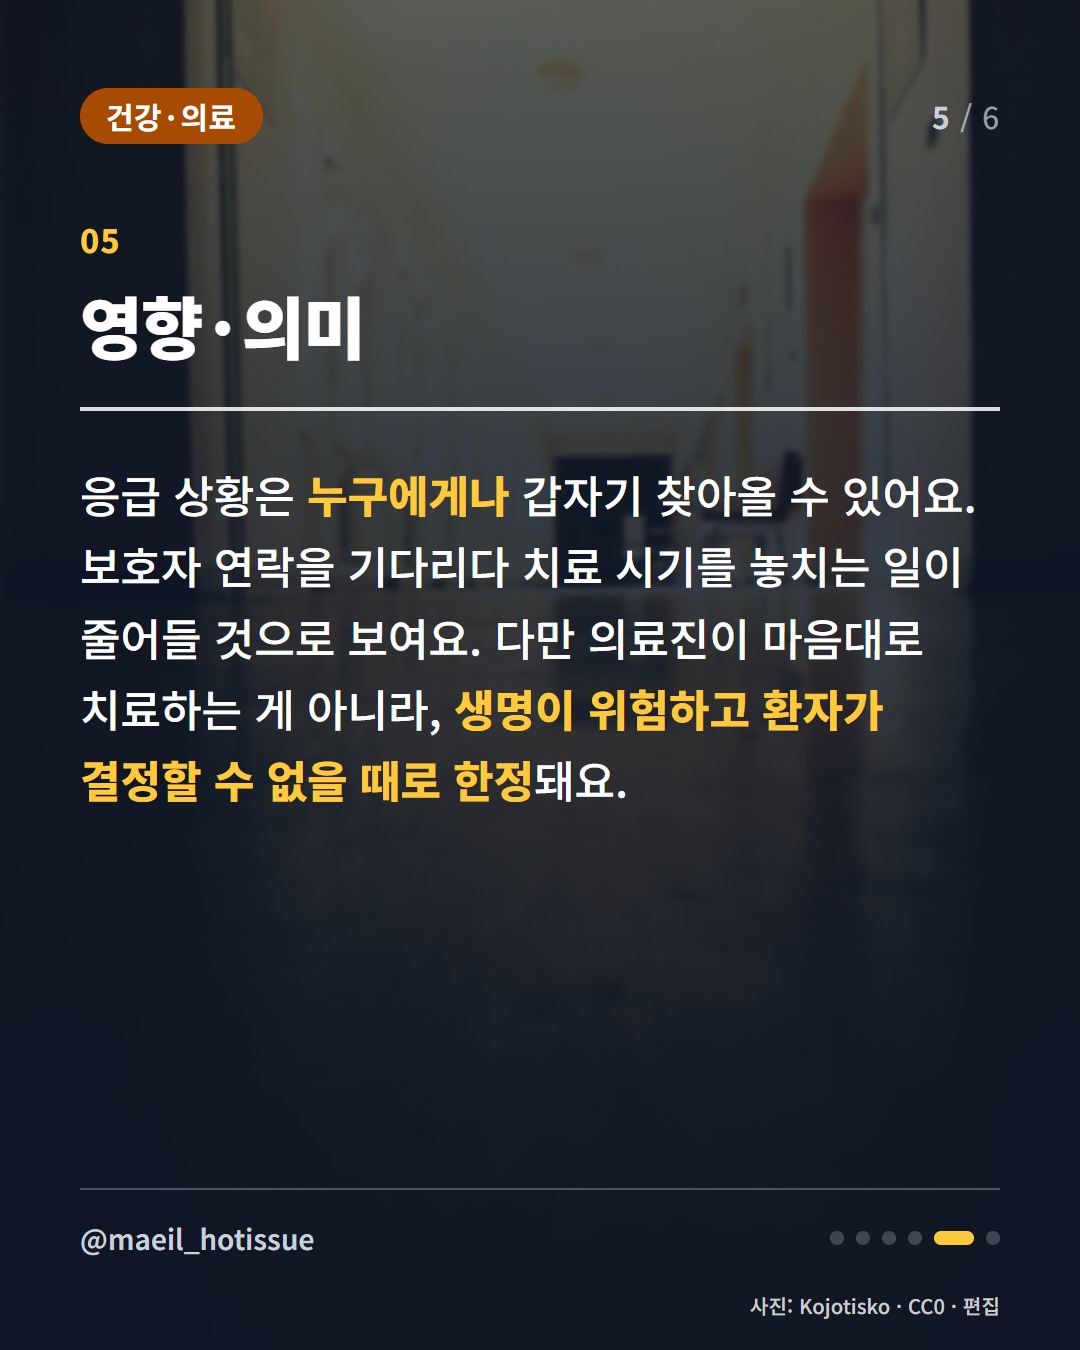 건강·의료
5 / 6
05
영향·의미
응급 상황은 누구에게나 갑자기 찾아올 수 있어요.
보호자 연락을 기다리다 치료 시기를 놓치는 일이
줄어들 것으로 보여요. 다만 의료진이 마음대로
치료하는 게 아니라, 생명이 위험하고 환자가
결정할 수 없을 때로 한정돼요.
@maeil_hotissue
사진: Kojotisko · CC0 · 편집